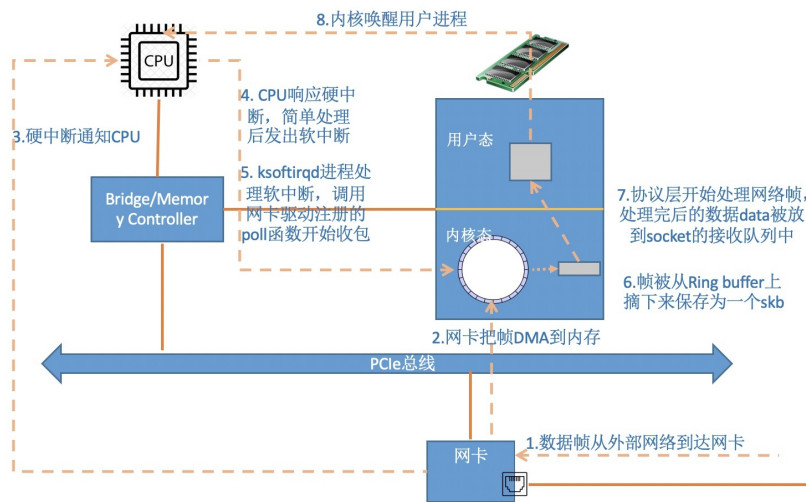 8.内核唤醒用户进程
CPU
4. CPU响应硬中
断，简单处理
后发出软中断
3.硬中断通知CPU
用户态
5. ksoftirqd进程处
理软中断，调用
网卡驱动注册的
poll函数开始收包
Bridge/Memor
y Controller
7.协议层开始处理网络帧，
处理完后的数据data被放
到socket的接收队列中
内核态
6.帧被从Ring buffer上
摘下来保存为一个skb
2.网卡把帧DMA到内存
PCIe总线
1.数据帧从外部网络到达网卡
网卡